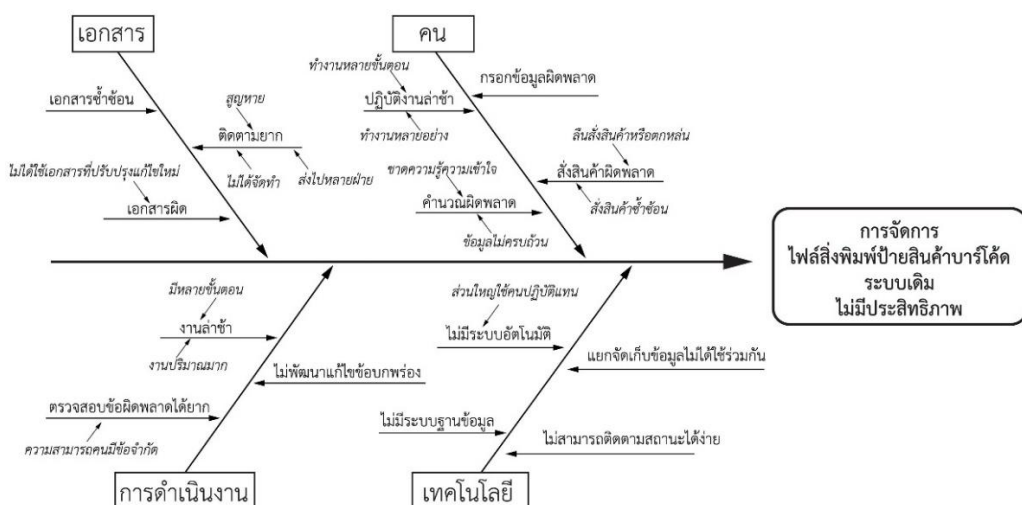 เอกสาร
คน
เอกสารซ้ำซ้อน
สูญหาย
ติดตามยาก
ไม่ได้จัดทำ
ส่งไปหลายฝ่าย
ไม่ได้ใช้เอกสารที่ปรับปรุงแก้ไขใหม่
เอกสารผิด
ทำงานหลายขั้นตอน
ปฏิบัติงานล่าช้า
ทำงานหลายอย่าง
กรอกข้อมูลผิดพลาด
ลืมสั่งสินค้าหรือตกหล่น
สั่งสินค้าผิดพลาด
สั่งสินค้าซ้ำซ้อน
ขาดความรู้ความเข้าใจ
คำนวณผิดพลาด
ข้อมูลไม่ครบถ้วน
การจัดการ
ไฟล์สิ่งพิมพ์ป้ายสินค้าบาร์โค้ด
ระบบเดิม
ไม่มีประสิทธิภาพ
มีหลายขั้นตอน
งานล่าช้า
งานปริมาณมาก
ไม่พัฒนาแก้ไขข้อบกพร่อง
ตรวจสอบข้อผิดพลาดได้ยาก
ความสามารถคนมีข้อจำกัด
ส่วนใหญ่ใช้คนปฏิบัติแทน
ไม่มีระบบอัตโนมัติ
แยกจัดเก็บข้อมูลไม่ได้ใช้ร่วมกัน
ไม่มีระบบฐานข้อมูล
ไม่สามารถติดตามสถานะได้ง่าย
การดำเนินงาน
เทคโนโลยี